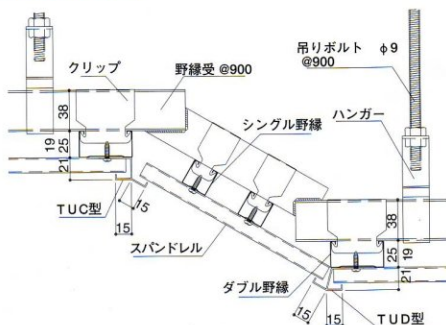 クリップ
野縁受 @900
吊りボルト φ9
@900
ハンガー
シングル野縁
38
19
25
21
TUC型
15
15
スパンドレル
ダブル野縁
38
19
25
21
15
15
TUD型